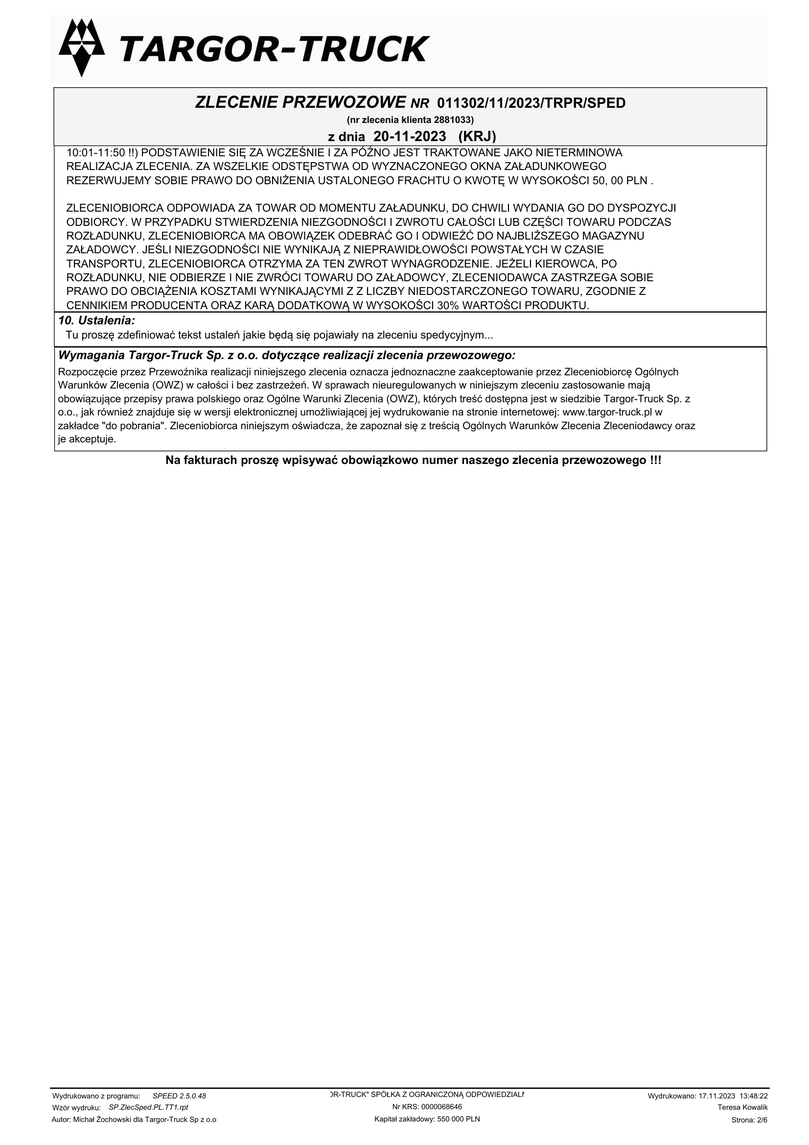 TARGOR-TRUCK
ZLECENIE PRZEWOZOWE NR 011302/11/2023/TRPR/SPED
(nr zlecenia klienta 2881033)
z dnia 20-11-2023 (KRJ)
10:01-11:50 !!) PODSTAWIENIE SIĘ ZA WCZEŚNIE I ZA PÓŹNO JEST TRAKTOWANE JAKO NIETERMINOWA
REALIZACJA ZLECENIA. ZA WSZELKIE ODSTĘPSTWA OD WYZNACZONEGO OKNA ZAŁADUNKOWEGO
REZERWUJEMY SOBIE PRAWO DO OBNIŻENIA USTALONEGO FRACHTU O KWOTĘ W WYSOKOŚCI 50, 00 PLN .
ZLECENIOBIORCA ODPOWIADA ZA TOWAR OD MOMENTU ZAŁADUNKU, DO CHWILI WYDANIA GO DO DYSPOZYCJI
ODBIORCY. W PRZYPADKU STWIERDZENIA NIEZGODNOŚCI I ZWROTU CAŁOŚCI LUB CZĘŚCI TOWARU PODCZAS
ROZŁADUNKU, ZLECENIOBIORCA MA OBOWIĄZEK ODEBRAĆ GO I ODWIEŹĆ DO NAJBLIŻSZEGO MAGAZYNU
ZAŁADOWCY. JEŚLI NIEZGODNOŚCI NIE WYNIKAJĄ Z NIEPRAWIDŁOWOŚCI POWSTAŁYCH W CZASIE
TRANSPORTU, ZLECENIOBIORCA OTRZYMA ZA TEN ZWROT WYNAGRODZENIE. JEŻELI KIEROWCA, PO
ROZŁADUNKU, NIE ODBIERZE I NIE ZWRÓCI TOWARU DO ZAŁADOWCY, ZLECENIODAWCA ZASTRZEGA SOBIE
PRAWO DO OBCIĄŻENIA KOSZTAMI WYNIKAJĄCYMI Z Z LICZBY NIEDOSTARCZONEGO TOWARU, ZGODNIE Z
CENNIKIEM PRODUCENTA ORAZ KARĄ DODATKOWĄ W WYSOKOŚCI 30% WARTOŚCI PRODUKTU.
10. Ustalenia:
Tu proszę zdefiniować tekst ustaleń jakie będą się pojawiały na zleceniu spedycyjnym...
Wymagania Targor-Truck Sp. z o.o. dotyczące realizacji zlecenia przewozowego:
Rozpoczęcie przez Przewoźnika realizacji niniejszego zlecenia oznacza jednoznaczne zaakceptowanie przez Zleceniobiorcę Ogólnych
Warunków Zlecenia (OWZ) w całości i bez zastrzeżeń. W sprawach nieuregulowanych w niniejszym zleceniu zastosowanie mają
obowiązujące przepisy prawa polskiego oraz Ogólne Warunki Zlecenia (OWZ), których treść dostępna jest w siedzibie Targor-Truck Sp. z
o.o., jak również znajduje się w wersji elektronicznej umożliwiającej jej wydrukowanie na stronie internetowej: www.targor-truck.pl w
zakładce "do pobrania". Zleceniobiorca niniejszym oświadcza, że zapoznał się z treścią Ogólnych Warunków Zlecenia Zleceniodawcy oraz
je akceptuje.
Na fakturach proszę wpisywać obowiązkowo numer naszego zlecenia przewozowego !!!
Wydrukowano z programu: SPEED 2.5.0.48
Wzór wydruku: SP.ZlecSped.PL.TT1.rpt
Autor: Michał Żochowski dla Targor-Truck Sp z o.o
OR-TRUCK" SPÓŁKA Z OGRANICZONĄ ODPOWIEDZIAL
Nr KRS: 0000068646
Kapitał zakładowy: 550 000 PLN
Wydrukowano: 17.11.2023 13:48:22
Teresa Kowalik
Strona: 2/6